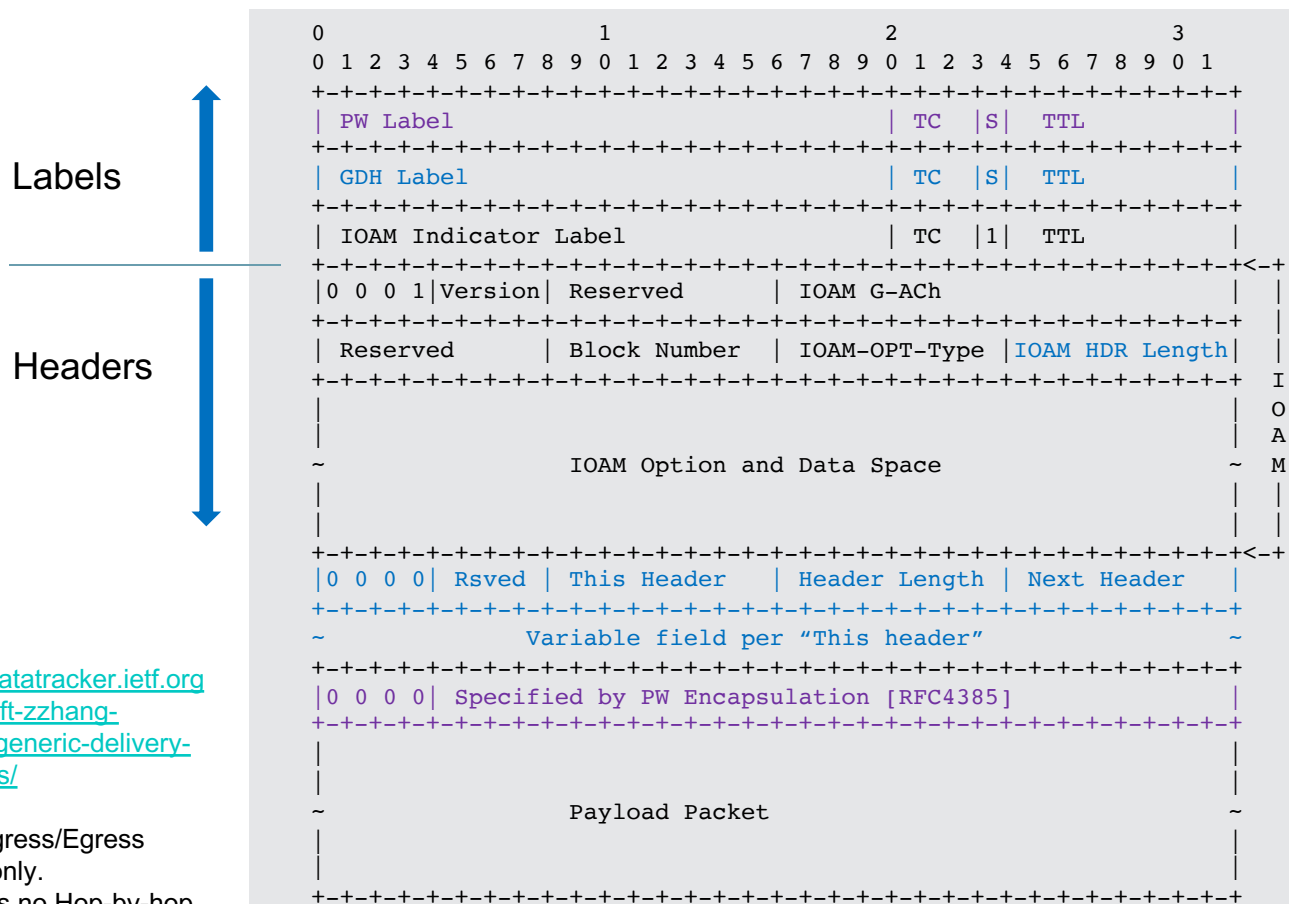 0                   1                   2                   3
0 1 2 3 4 5 6 7 8 9 0 1 2 3 4 5 6 7 8 9 0 1 2 3 4 5 6 7 8 9 0 1
+-+-+-+-+-+-+-+-+-+-+-+-+-+-+-+-+-+-+-+-+-+-+-+-+-+-+-+-+-+-+-+-+
| PW Label                              | TC  |S|  TTL          |
+-+-+-+-+-+-+-+-+-+-+-+-+-+-+-+-+-+-+-+-+-+-+-+-+-+-+-+-+-+-+-+-+
Labels
| GDH Label                             | TC  |S|  TTL          |
+-+-+-+-+-+-+-+-+-+-+-+-+-+-+-+-+-+-+-+-+-+-+-+-+-+-+-+-+-+-+-+-+
| IOAM Indicator Label                  | TC  |1|  TTL          |
+-+-+-+-+-+-+-+-+-+-+-+-+-+-+-+-+-+-+-+-+-+-+-+-+-+-+-+-+-+-+-+-+<-+
|0 0 0 1|Version| Reserved      | IOAM G-ACh                    |  |
+-+-+-+-+-+-+-+-+-+-+-+-+-+-+-+-+-+-+-+-+-+-+-+-+-+-+-+-+-+-+-+-+  |
Headers
| Reserved      | Block Number  | IOAM-OPT-Type |IOAM HDR Length|  |
+-+-+-+-+-+-+-+-+-+-+-+-+-+-+-+-+-+-+-+-+-+-+-+-+-+-+-+-+-+-+-+-+  I
|                                                               |  O
|                                                               |  A
~                 IOAM Option and Data Space                    ~  M
|                                                               |  |
|                                                               |  |
+-+-+-+-+-+-+-+-+-+-+-+-+-+-+-+-+-+-+-+-+-+-+-+-+-+-+-+-+-+-+-+-+<-+
|0 0 0 0| Rsved | This Header   | Header Length | Next Header   |
+-+-+-+-+-+-+-+-+-+-+-+-+-+-+-+-+-+-+-+-+-+-+-+-+-+-+-+-+-+-+-+-+
~              Variable field per “This header”                 ~
+-+-+-+-+-+-+-+-+-+-+-+-+-+-+-+-+-+-+-+-+-+-+-+-+-+-+-+-+-+-+-+-+
|0 0 0 0| Specified by PW Encapsulation [RFC4385]               |
+-+-+-+-+-+-+-+-+-+-+-+-+-+-+-+-+-+-+-+-+-+-+-+-+-+-+-+-+-+-+-+-+
|                                                               |
|                                                               |
~                 Payload Packet                                ~
|                                                               |
|                                                               |
+-+-+-+-+-+-+-+-+-+-+-+-+-+-+-+-+-+-+-+-+-+-+-+-+-+-+-+-+-+-+-+-+
atatracker.ietf.org
ft-zzhang-
generic-delivery-
s/
gress/Egress
only.
s no Hop-by-hop